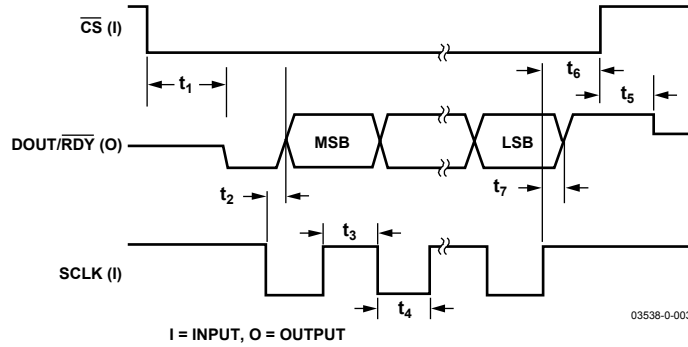 CS (I)
t1
t6
t5
DOUT/RDY (O)
MSB
LSB
t2
t7
t3
SCLK (I)
t4
03538-0-003
I = INPUT, O = OUTPUT